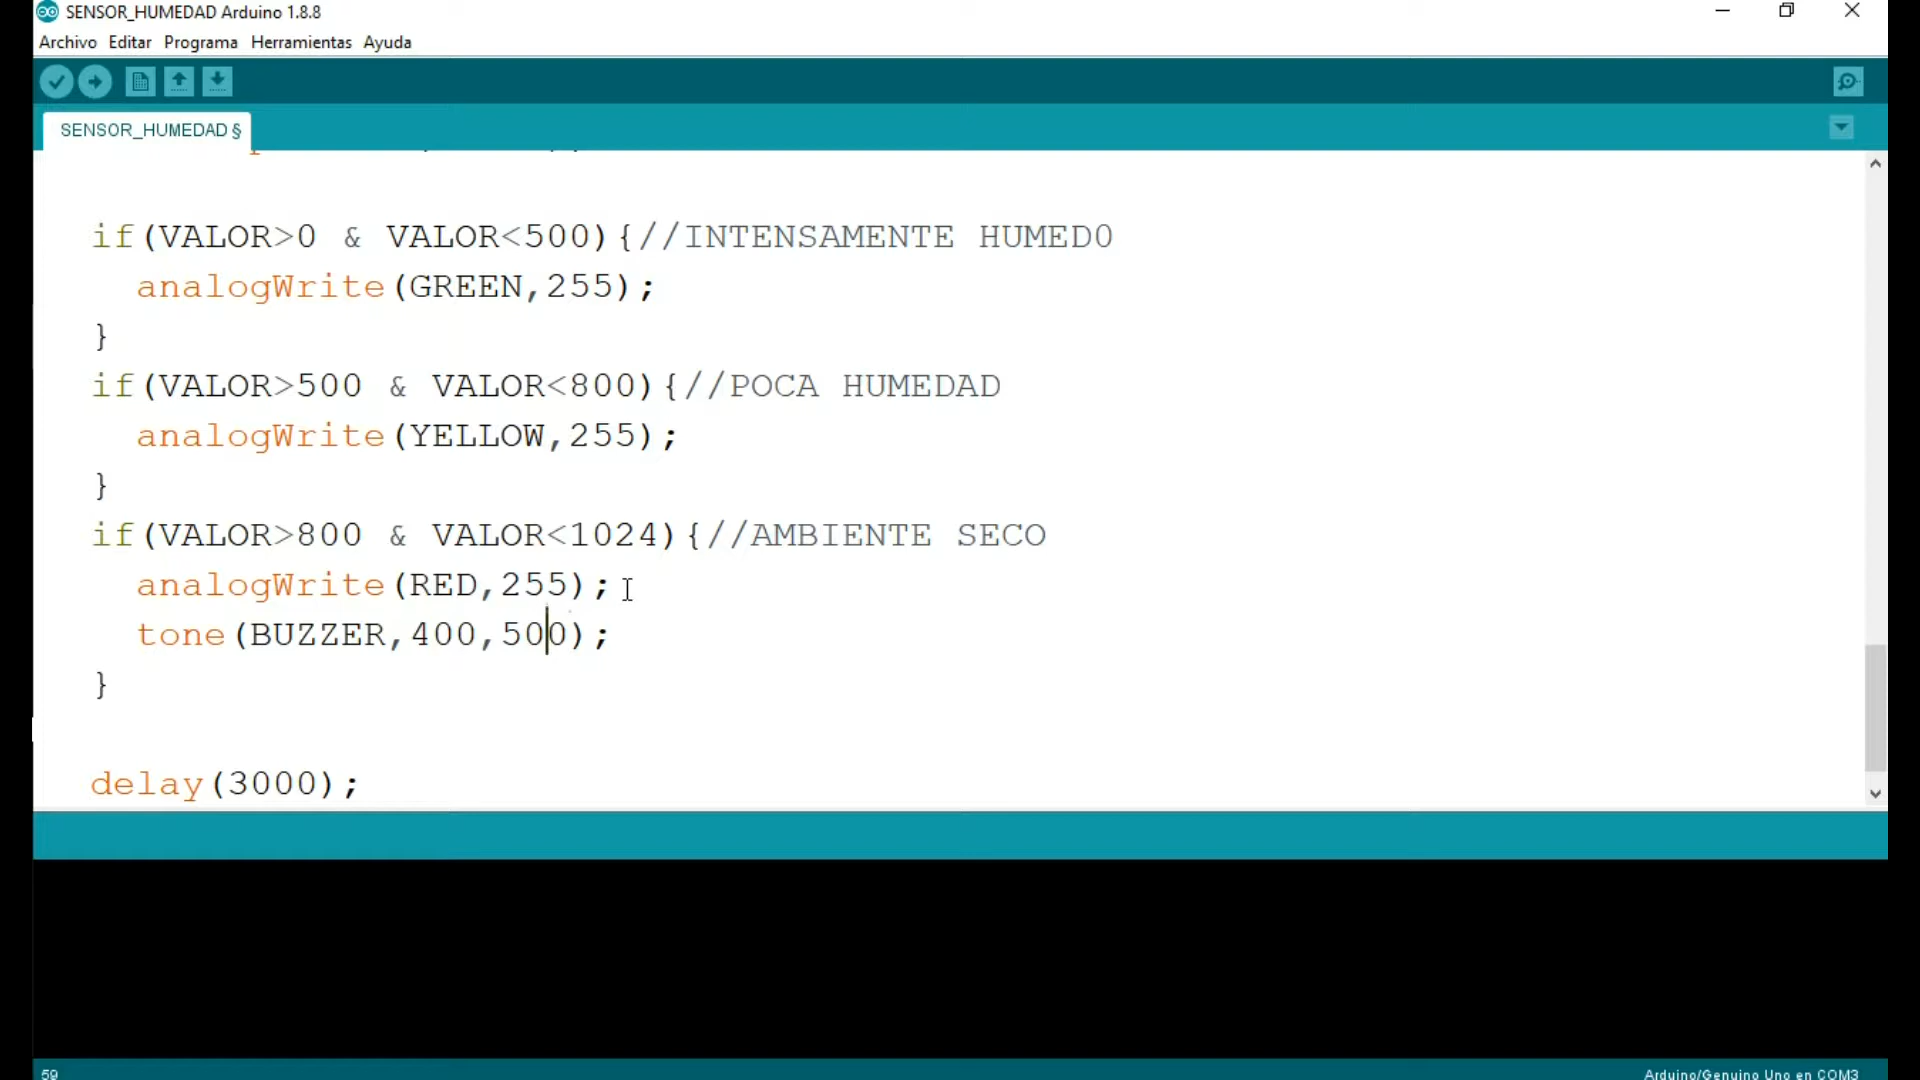 SENSOR_HUMEDAD Arduino 1.8.8
Archivo Editar Programa Herramientas Ayuda
SENSOR_HUMEDAD §
if(VALOR>0 & VALOR<500){//INTENSAMENTE HUMED0
analogWrite(GREEN,255);
}
if(VALOR>500 & VALOR<800){//POCA HUMEDAD
analogWrite(YELLOW,255);
}
if(VALOR>800 & VALOR<1024){//AMBIENTE SECO
analogWrite(RED,255);
tone(BUZZER,400,500);
}
delay(3000);
59
Arduino/Genuino Uno en COM3